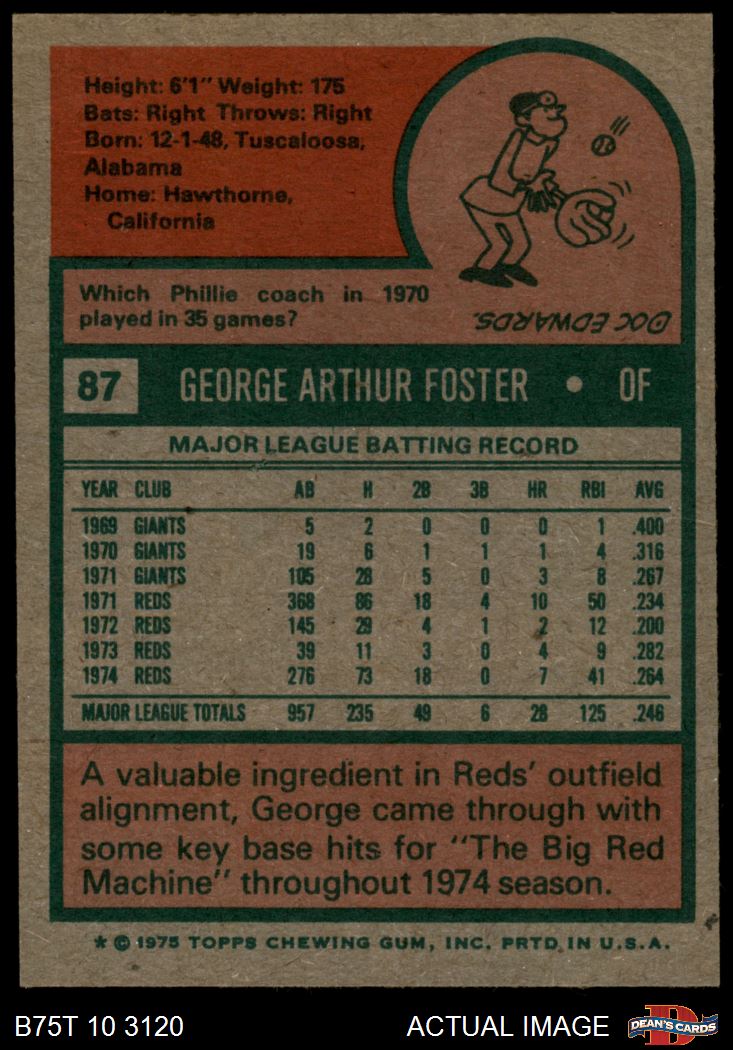 Height: 6'1" Weight: 175
Bats: Right Throws: Right
Born: 12-1-48, Tuscaloosa,
Alabama
Home: Hawthorne,
California
Which Phillie coach in 1970
played in 35 games?
DOC EDWARDS.
87 GEORGE ARTHUR FOSTER • OF
MAJOR LEAGUE BATTING RECORD
YEAR CLUB AB H 2B 3B HR RBI AVG
1969 GIANTS 5 2 0 0 0 1 .400
1970 GIANTS 19 6 1 1 1 4 .316
1971 GIANTS 105 28 5 0 3 8 .267
1971 REDS 368 86 18 4 10 50 .234
1972 REDS 145 29 4 1 2 12 .200
1973 REDS 39 11 3 0 4 9 .282
1974 REDS 276 73 18 0 7 41 .264
MAJOR LEAGUE TOTALS 957 235 49 6 28 125 .246
A valuable ingredient in Reds' outfield
alignment, George came through with
some key base hits for "The Big Red
Machine" throughout 1974 season.
* © 1975 TOPPS CHEWING GUM, INC. PRTD. IN U.S.A.
B75T 10 3120 ACTUAL IMAGE D DEAN'S CARDS